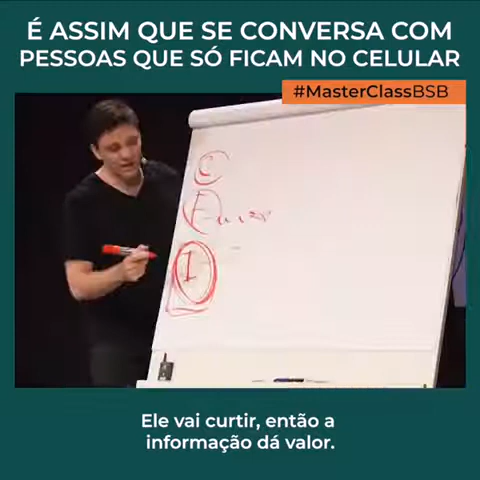 É ASSIM QUE SE CONVERSA COM
PESSOAS QUE SÓ FICAM NO CELULAR
#MasterClassBSB
C
I
Ele vai curtir, então a
informação dá valor.